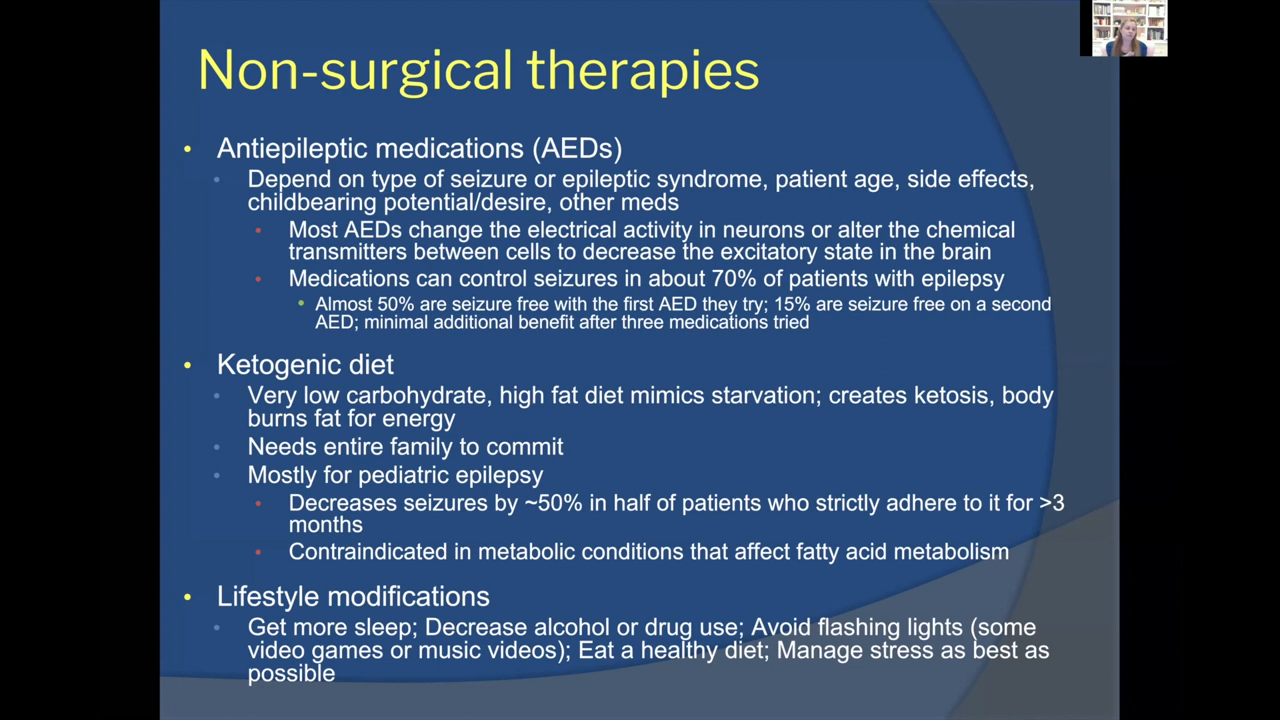 Non-surgical therapies
• Antiepileptic medications (AEDs)
• Depend on type of seizure or epileptic syndrome, patient age, side effects,
childbearing potential/desire, other meds
• Most AEDs change the electrical activity in neurons or alter the chemical
transmitters between cells to decrease the excitatory state in the brain
• Medications can control seizures in about 70% of patients with epilepsy
• Almost 50% are seizure free with the first AED they try; 15% are seizure free on a second
AED; minimal additional benefit after three medications tried
• Ketogenic diet
• Very low carbohydrate, high fat diet mimics starvation; creates ketosis, body
burns fat for energy
• Needs entire family to commit
• Mostly for pediatric epilepsy
• Decreases seizures by ~50% in half of patients who strictly adhere to it for >3
months
• Contraindicated in metabolic conditions that affect fatty acid metabolism
• Lifestyle modifications
• Get more sleep; Decrease alcohol or drug use; Avoid flashing lights (some
video games or music videos); Eat a healthy diet; Manage stress as best as
possible